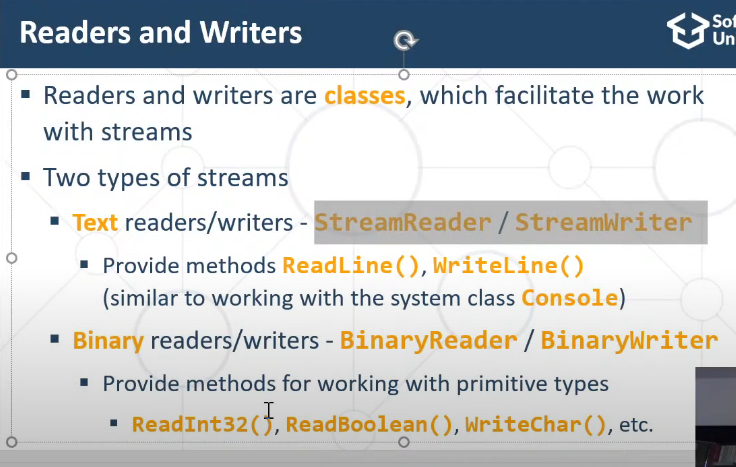 Readers and Writers
Readers and writers are classes, which facilitate the work
with streams
Two types of streams
Text readers/writers - StreamReader / StreamWriter
Provide methods ReadLine(), WriteLine()
(similar to working with the system class Console)
Binary readers/writers - BinaryReader / BinaryWriter
Provide methods for working with primitive types
ReadInt32(), ReadBoolean(), WriteChar(), etc.